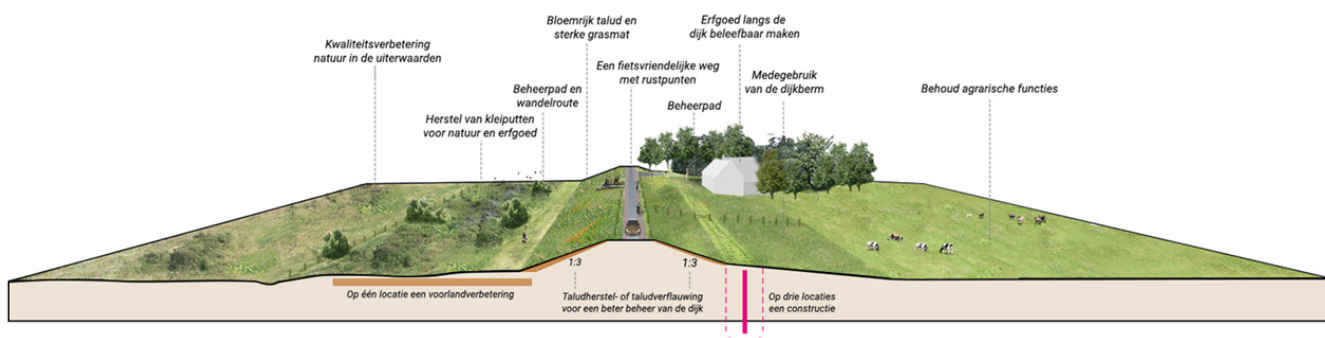 Kwaliteitsverbetering
natuur in de uiterwaarden
Herstel van kleiputten
voor natuur en erfgoed
Beheerpad en
wandelroute
Bloemrijk talud en
sterke grasmat
Een fietsvriendelijke weg
met rustpunten
Beheerpad
Erfgoed langs de
dijk beleefbaar maken
Medegebruik
van de dijkberm
Behoud agrarische functies
1:3
1:3
Op één locatie een voorlandverbetering
Taludherstel- of taludverflauwing
voor een beter beheer van de dijk
Op drie locaties
een constructie